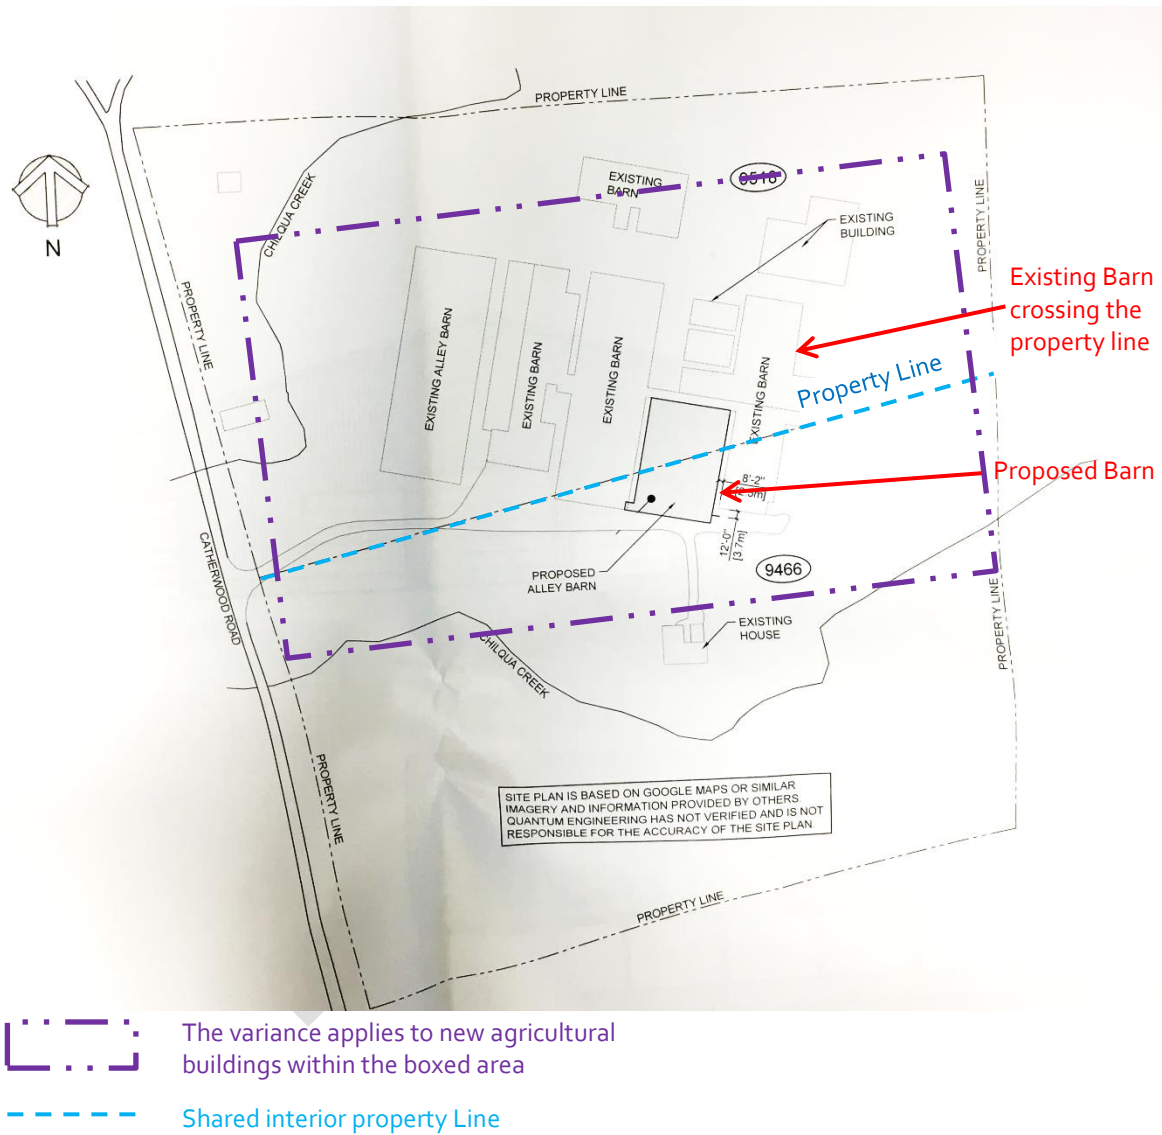 PROPERTY LINE
N
CHILQUA CREEK
EXISTING
BARN
9518
EXISTING
BUILDING
PROPERTY LINE
PROPERTY LINE
Existing Barn
crossing the
property line
EXISTING ALLEY BARN
EXISTING BARN
EXISTING BARN
EXISTING BARN
Property Line
8'-2"
[2.5m]
Proposed Barn
12'-0"
[3.7m]
9466
CATHERWOOD ROAD
PROPOSED
ALLEY BARN
EXISTING
HOUSE
PROPERTY LINE
CHILQUA CREEK
PROPERTY LINE
SITE PLAN IS BASED ON GOOGLE MAPS OR SIMILAR
IMAGERY AND INFORMATION PROVIDED BY OTHERS.
QUANTUM ENGINEERING HAS NOT VERIFIED AND IS NOT
RESPONSIBLE FOR THE ACCURACY OF THE SITE PLAN.
PROPERTY LINE
The variance applies to new agricultural
buildings within the boxed area
Shared interior property Line